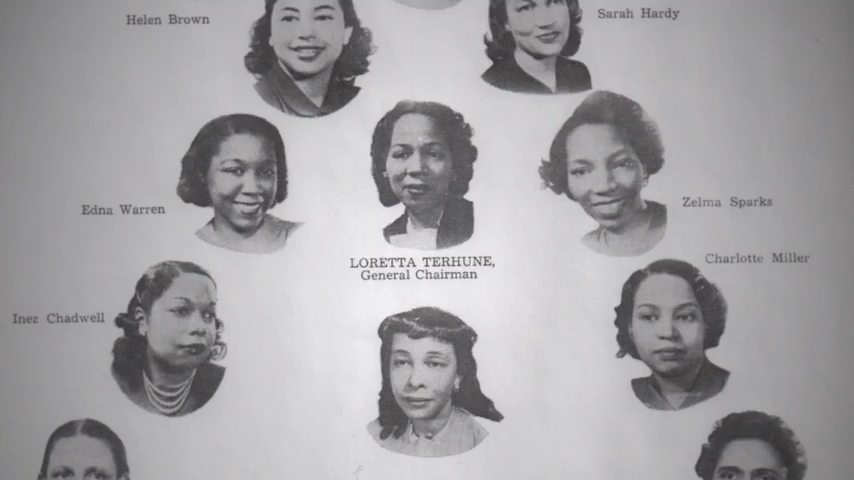 Helen Brown
Sarah Hardy
Edna Warren
Zelma Sparks
LORETTA TERHUNE,
General Chairman
Charlotte Miller
Inez Chadwell